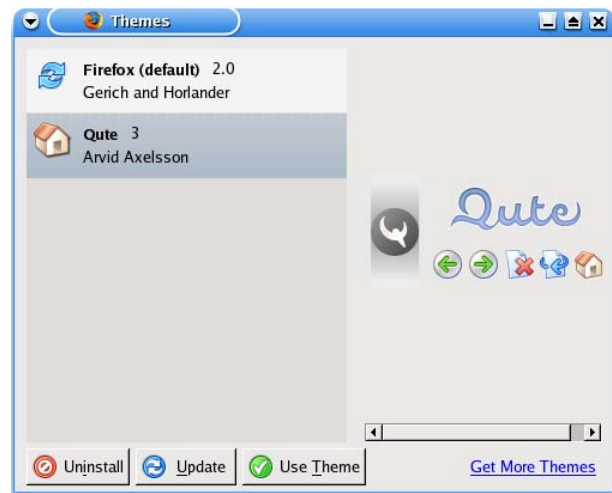 Themes
Firefox (default) 2.0
Gerich and Horlander
Qute 3
Arvid Axelsson
Qute
Uninstall
Update
Use Theme
Get More Themes